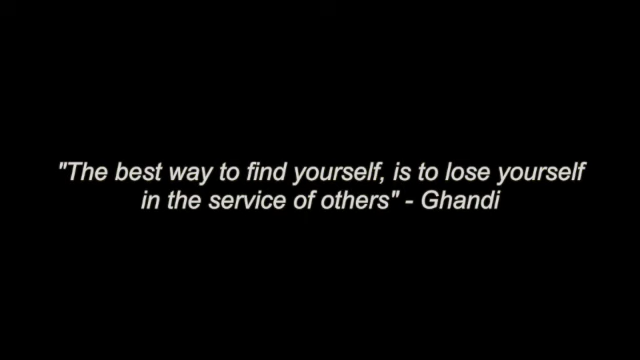 "The best way to find yourself, is to lose yourself
in the service of others" - Ghandi